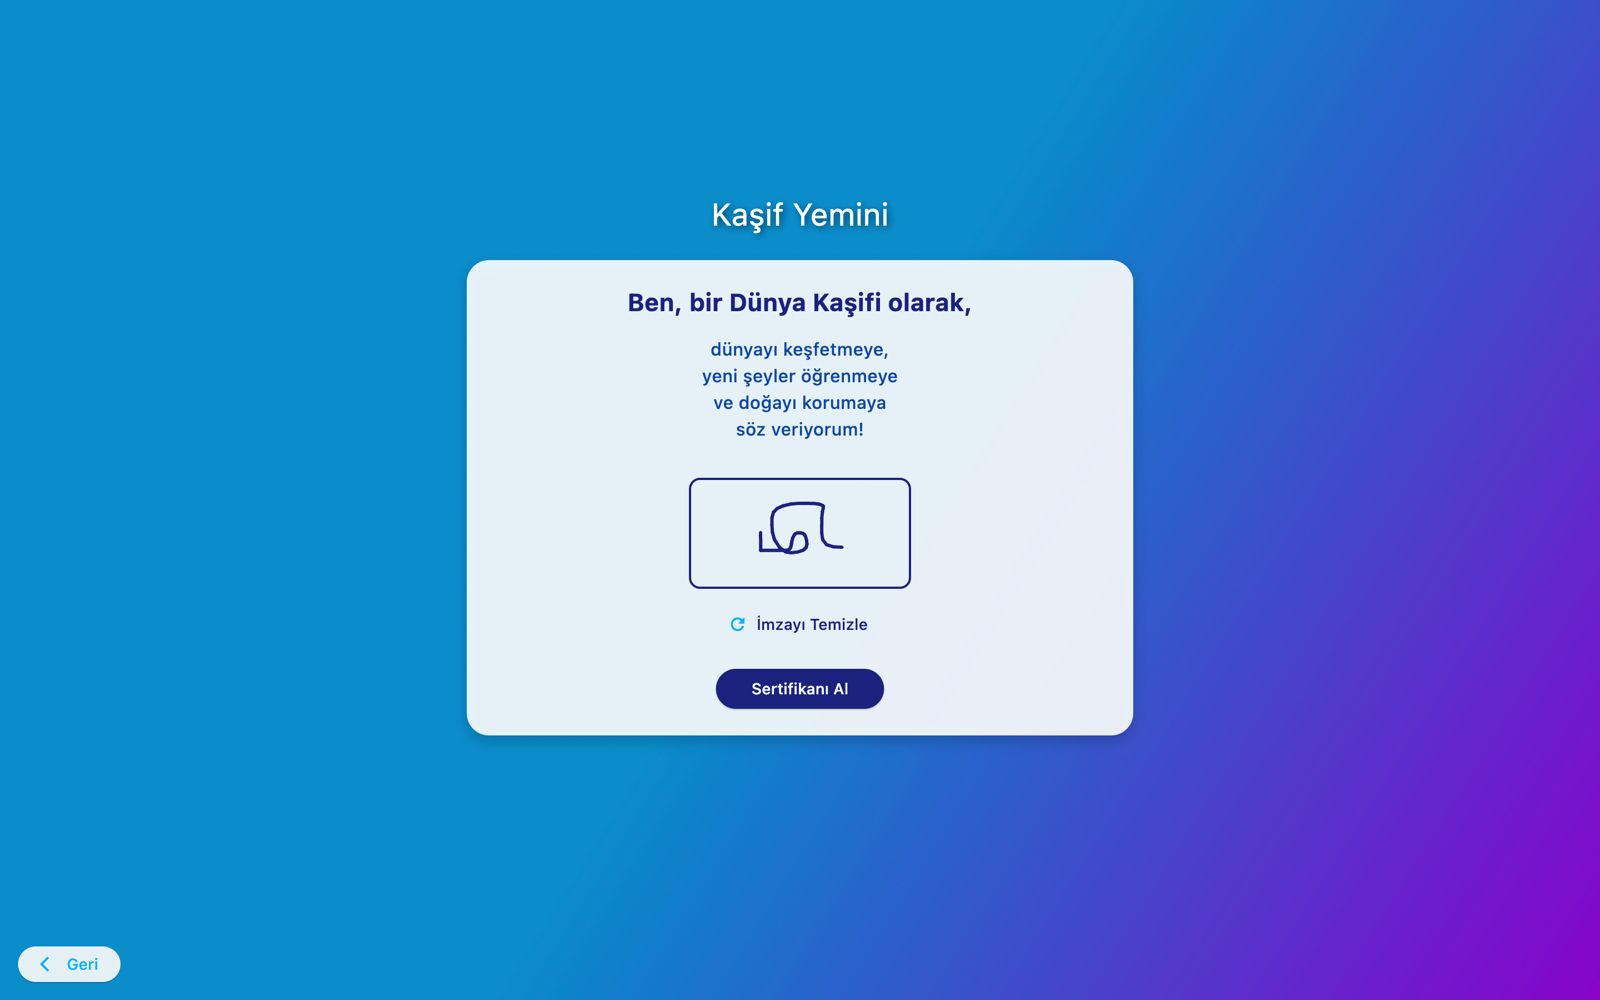 Kaşif Yemini
Ben, bir Dünya Kaşifi olarak,
dünyayı keşfetmeye,
yeni şeyler öğrenmeye
ve doğayı korumaya
söz veriyorum!
İmzayı Temizle
Sertifikanı Al
Geri